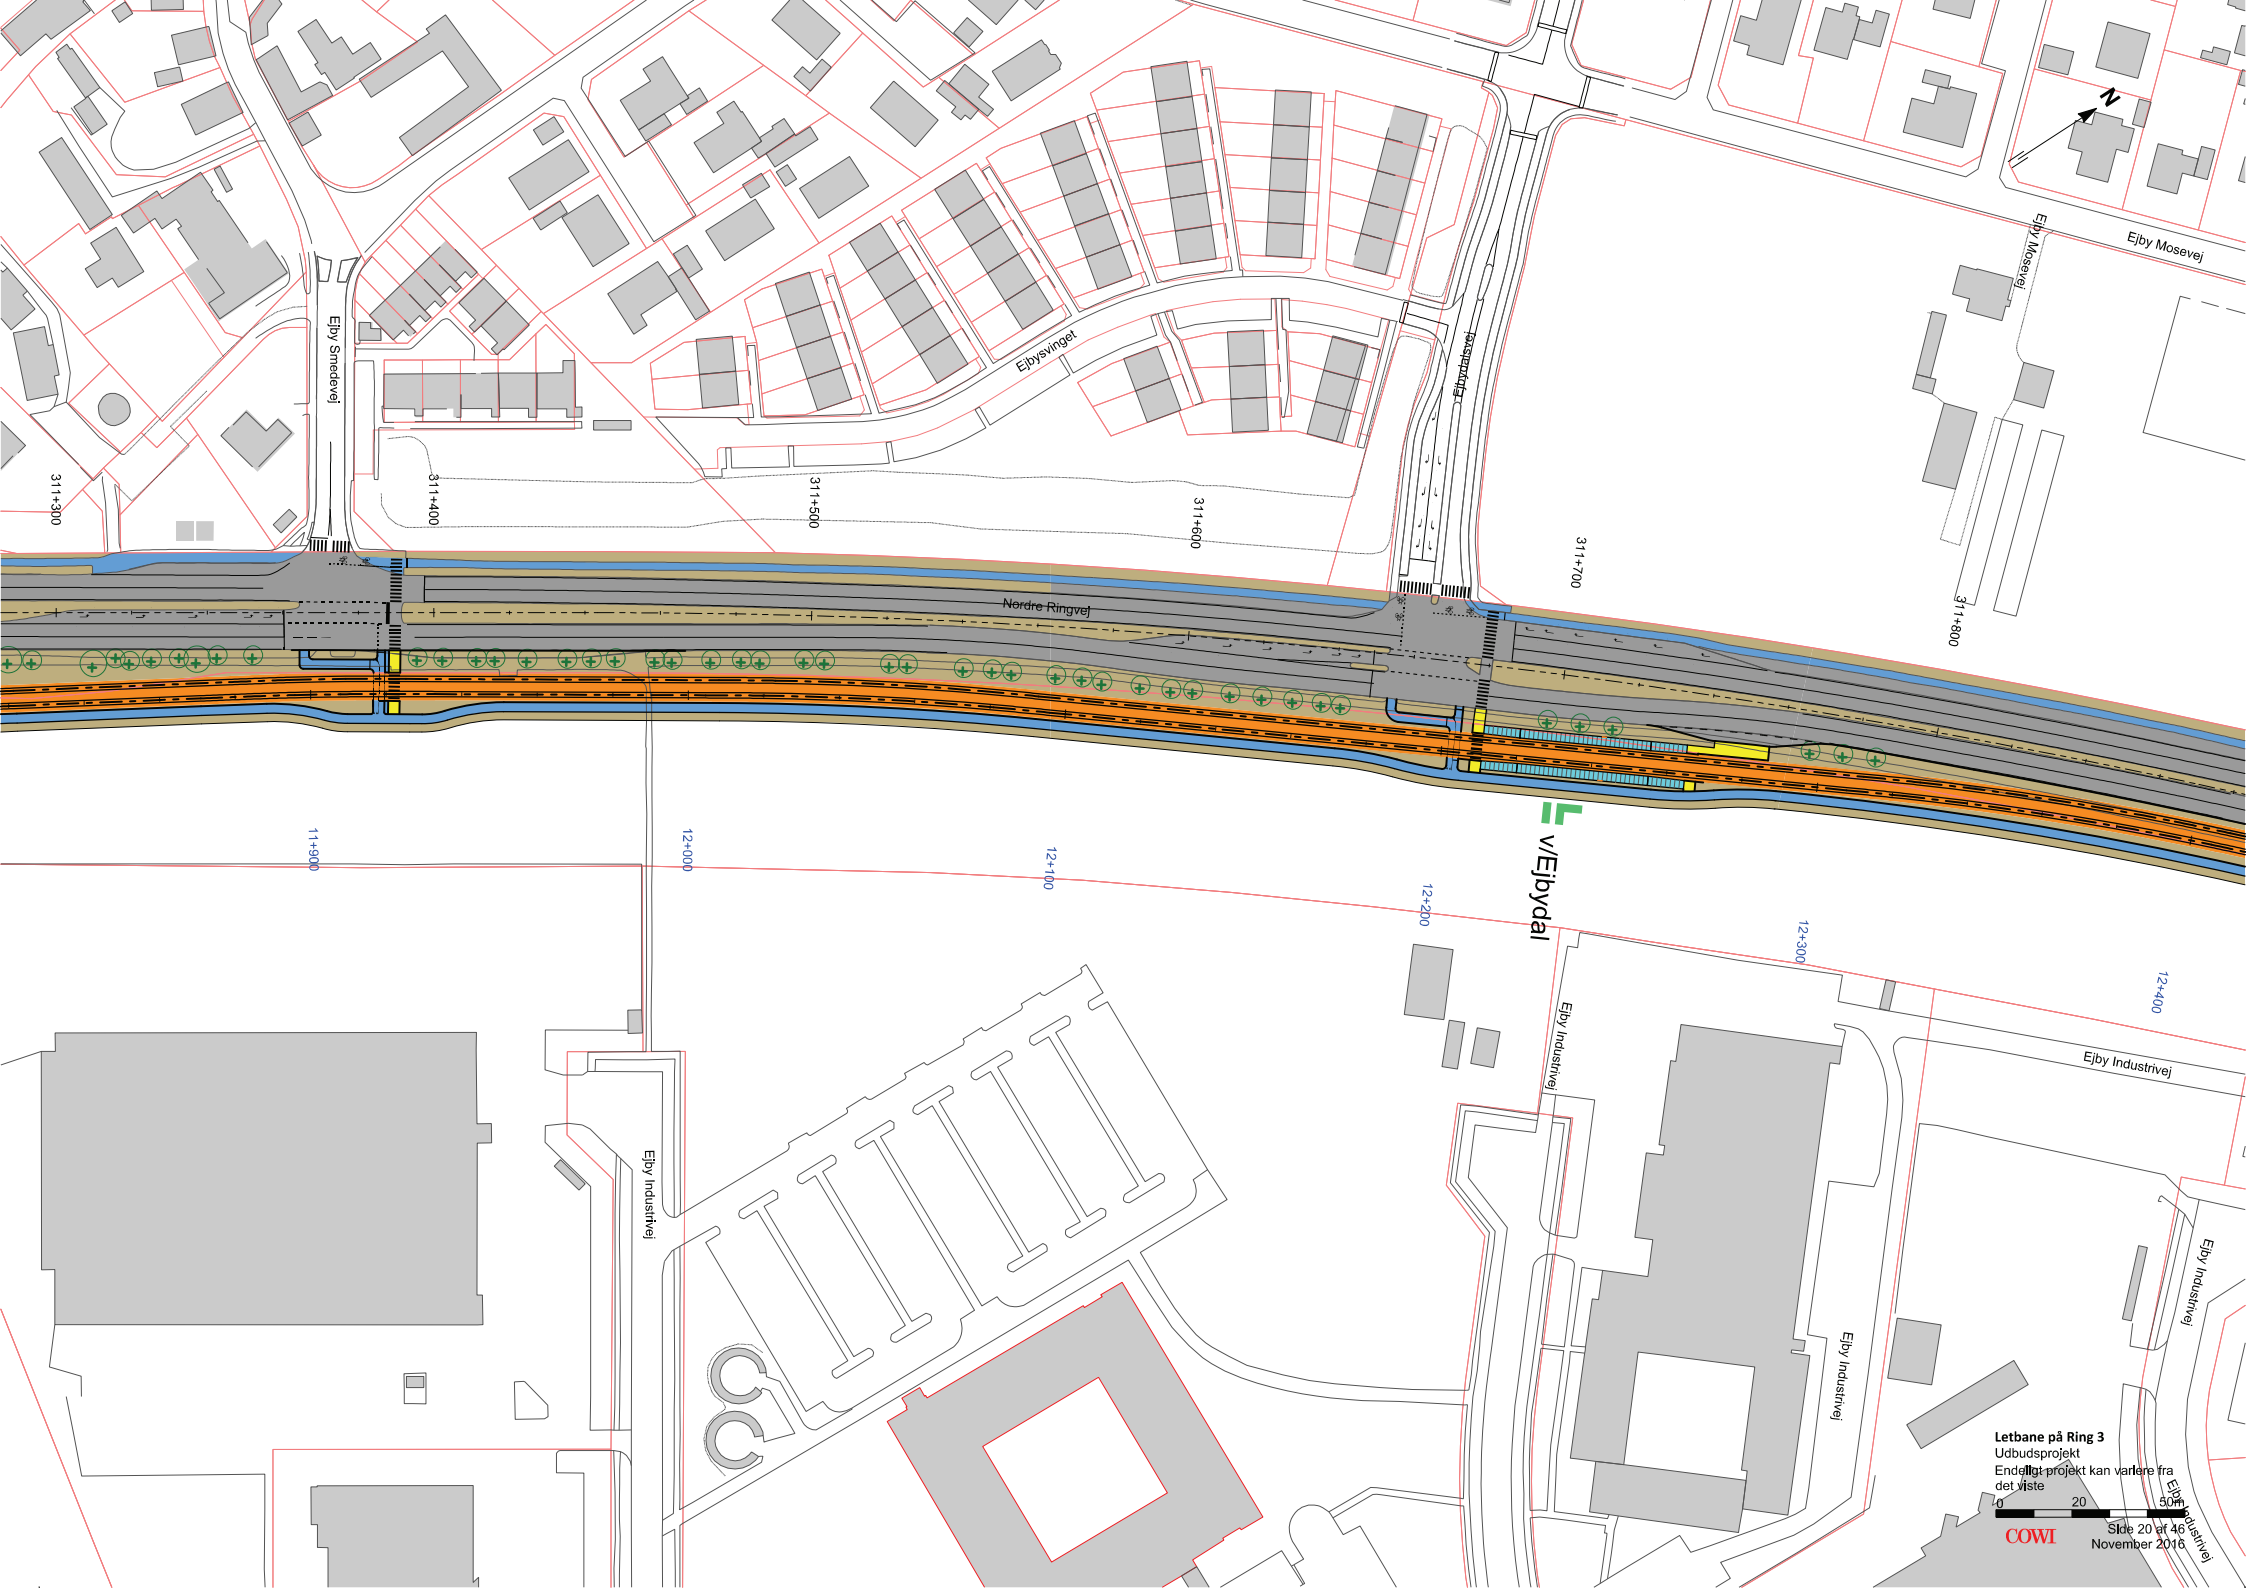 N
Ejby Mosevej
Ejby Mosevej
Ejby Smedevej
Ejbysvinget
Ejbydalsvej
311+300
311+400
311+500
311+600
311+700
311+800
Nordre Ringvej
11+900
12+000
12+100
12+200
12+300
12+400
v/Ejbydal
Ejby Industrivej
Ejby Industrivej
Ejby Industrivej
Ejby Industrivej
Ejby Industrivej
Ejby Industrivej
Letbane på Ring 3
Udbudsprojekt
Endeligt projekt kan variere fra
det viste
0 20 50m
COWI
Side 20 af 46
November 2016